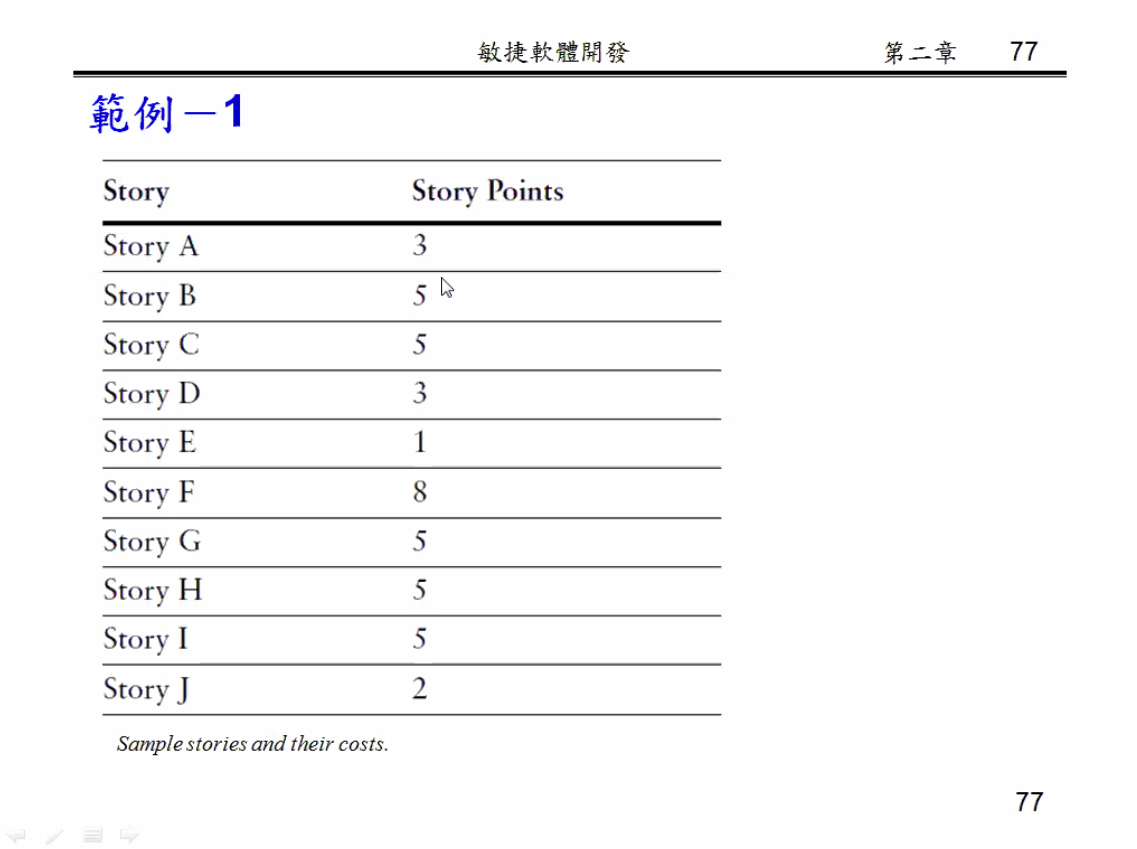 敏捷軟體開發 第二章 77
範例－1
Story Story Points
Story A 3
Story B 5
Story C 5
Story D 3
Story E 1
Story F 8
Story G 5
Story H 5
Story I 5
Story J 2
Sample stories and their costs.
77